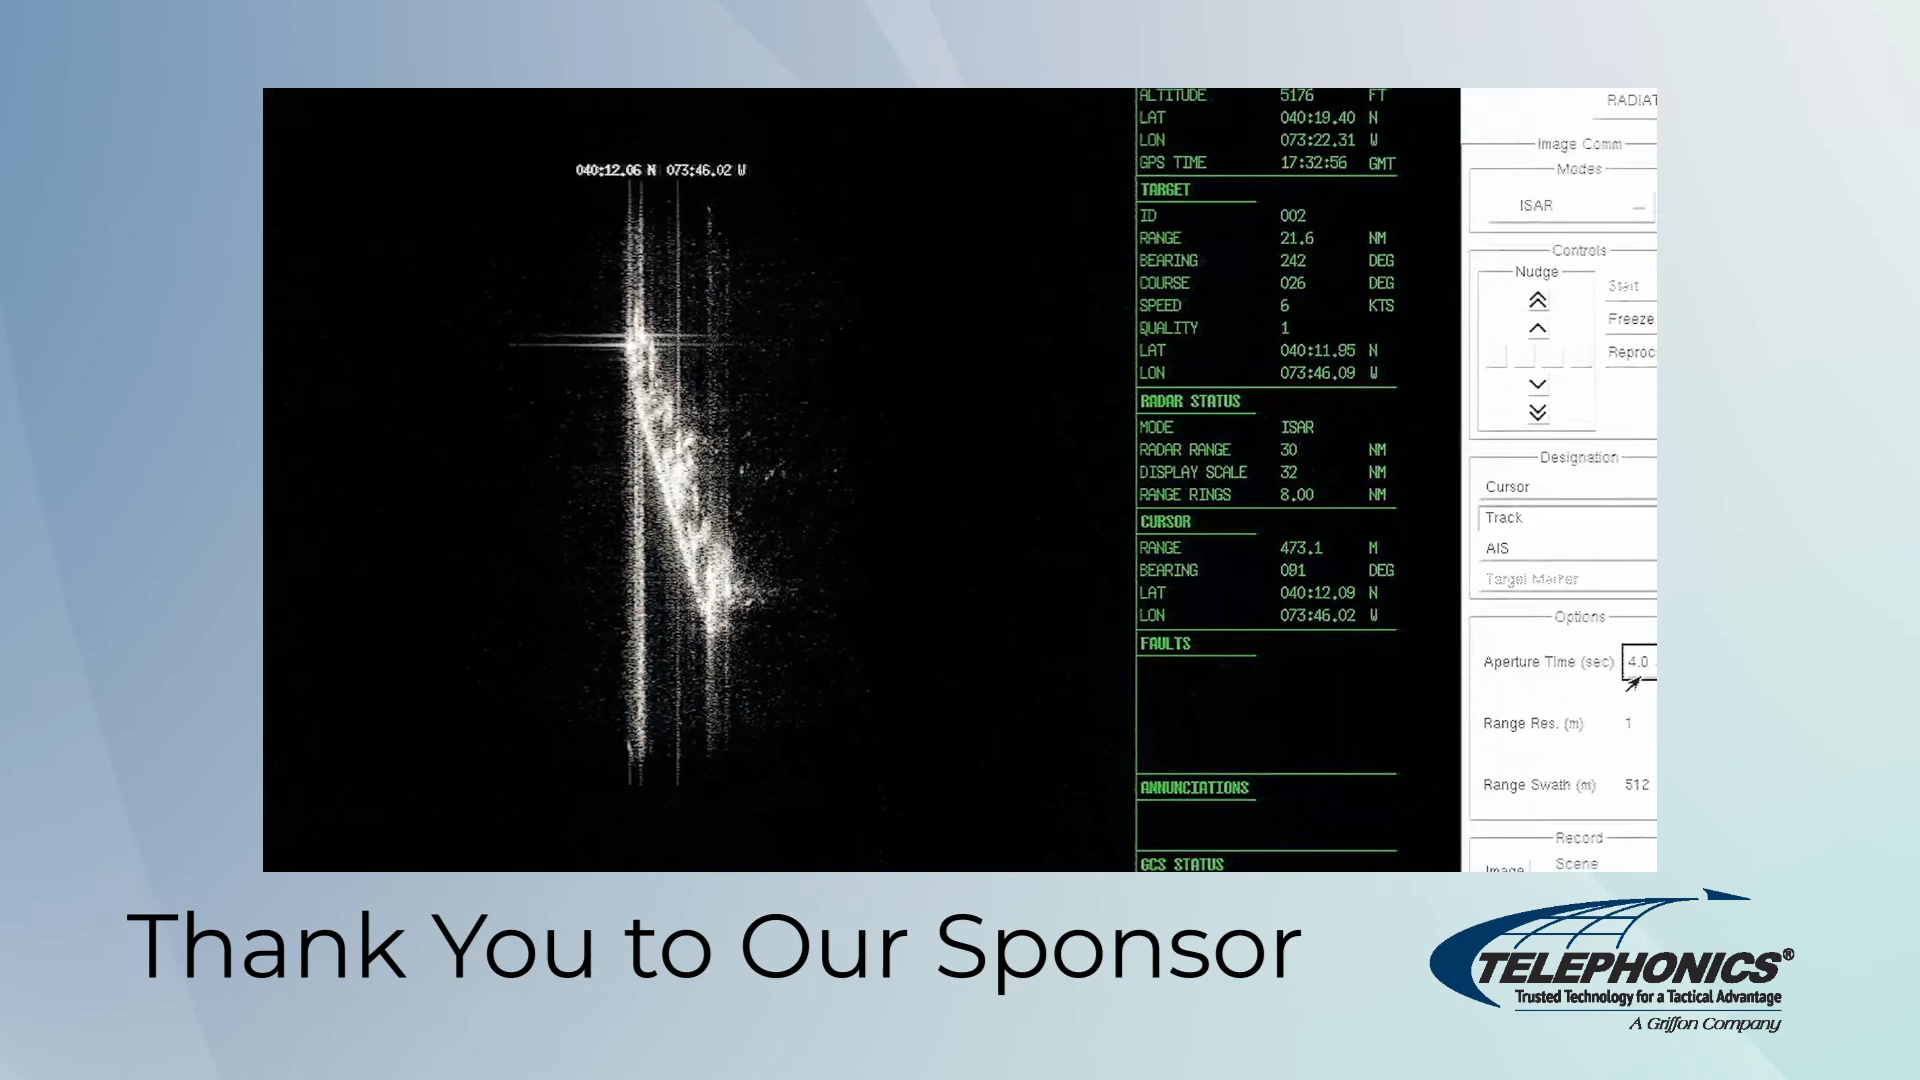 040:12.06 N 073:46.02 W
ALTITUDE 5176 FT
LAT 040:19.40 N
LON 073:22.31 W
GPS TIME 17:32:56 GMT
TARGET
ID 002
RANGE 21.6 NM
BEARING 242 DEG
COURSE 026 DEG
SPEED 6 KTS
QUALITY 1
LAT 040:11.95 N
LON 073:46.09 W
RADAR STATUS
MODE ISAR
RADAR RANGE 30 NM
DISPLAY SCALE 32 NM
RANGE RINGS 8.00 NM
CURSOR
RANGE 473.1 M
BEARING 091 DEG
LAT 040:12.09 N
LON 073:46.02 W
FAULTS
ANNUNCIATIONS
GCS STATUS
RADIAT
Image Comm
Modes
ISAR
Controls
Nudge
Start
Freeze
Reproc
Designation
Cursor
Track
AIS
Target Marker
Options
Aperture Time (sec) 4.0
Range Res. (m) 1
Range Swath (m) 512
Record
Image Scene
Thank You to Our Sponsor
TELEPHONICS®
Trusted Technology for a Tactical Advantage
A Griffon Company